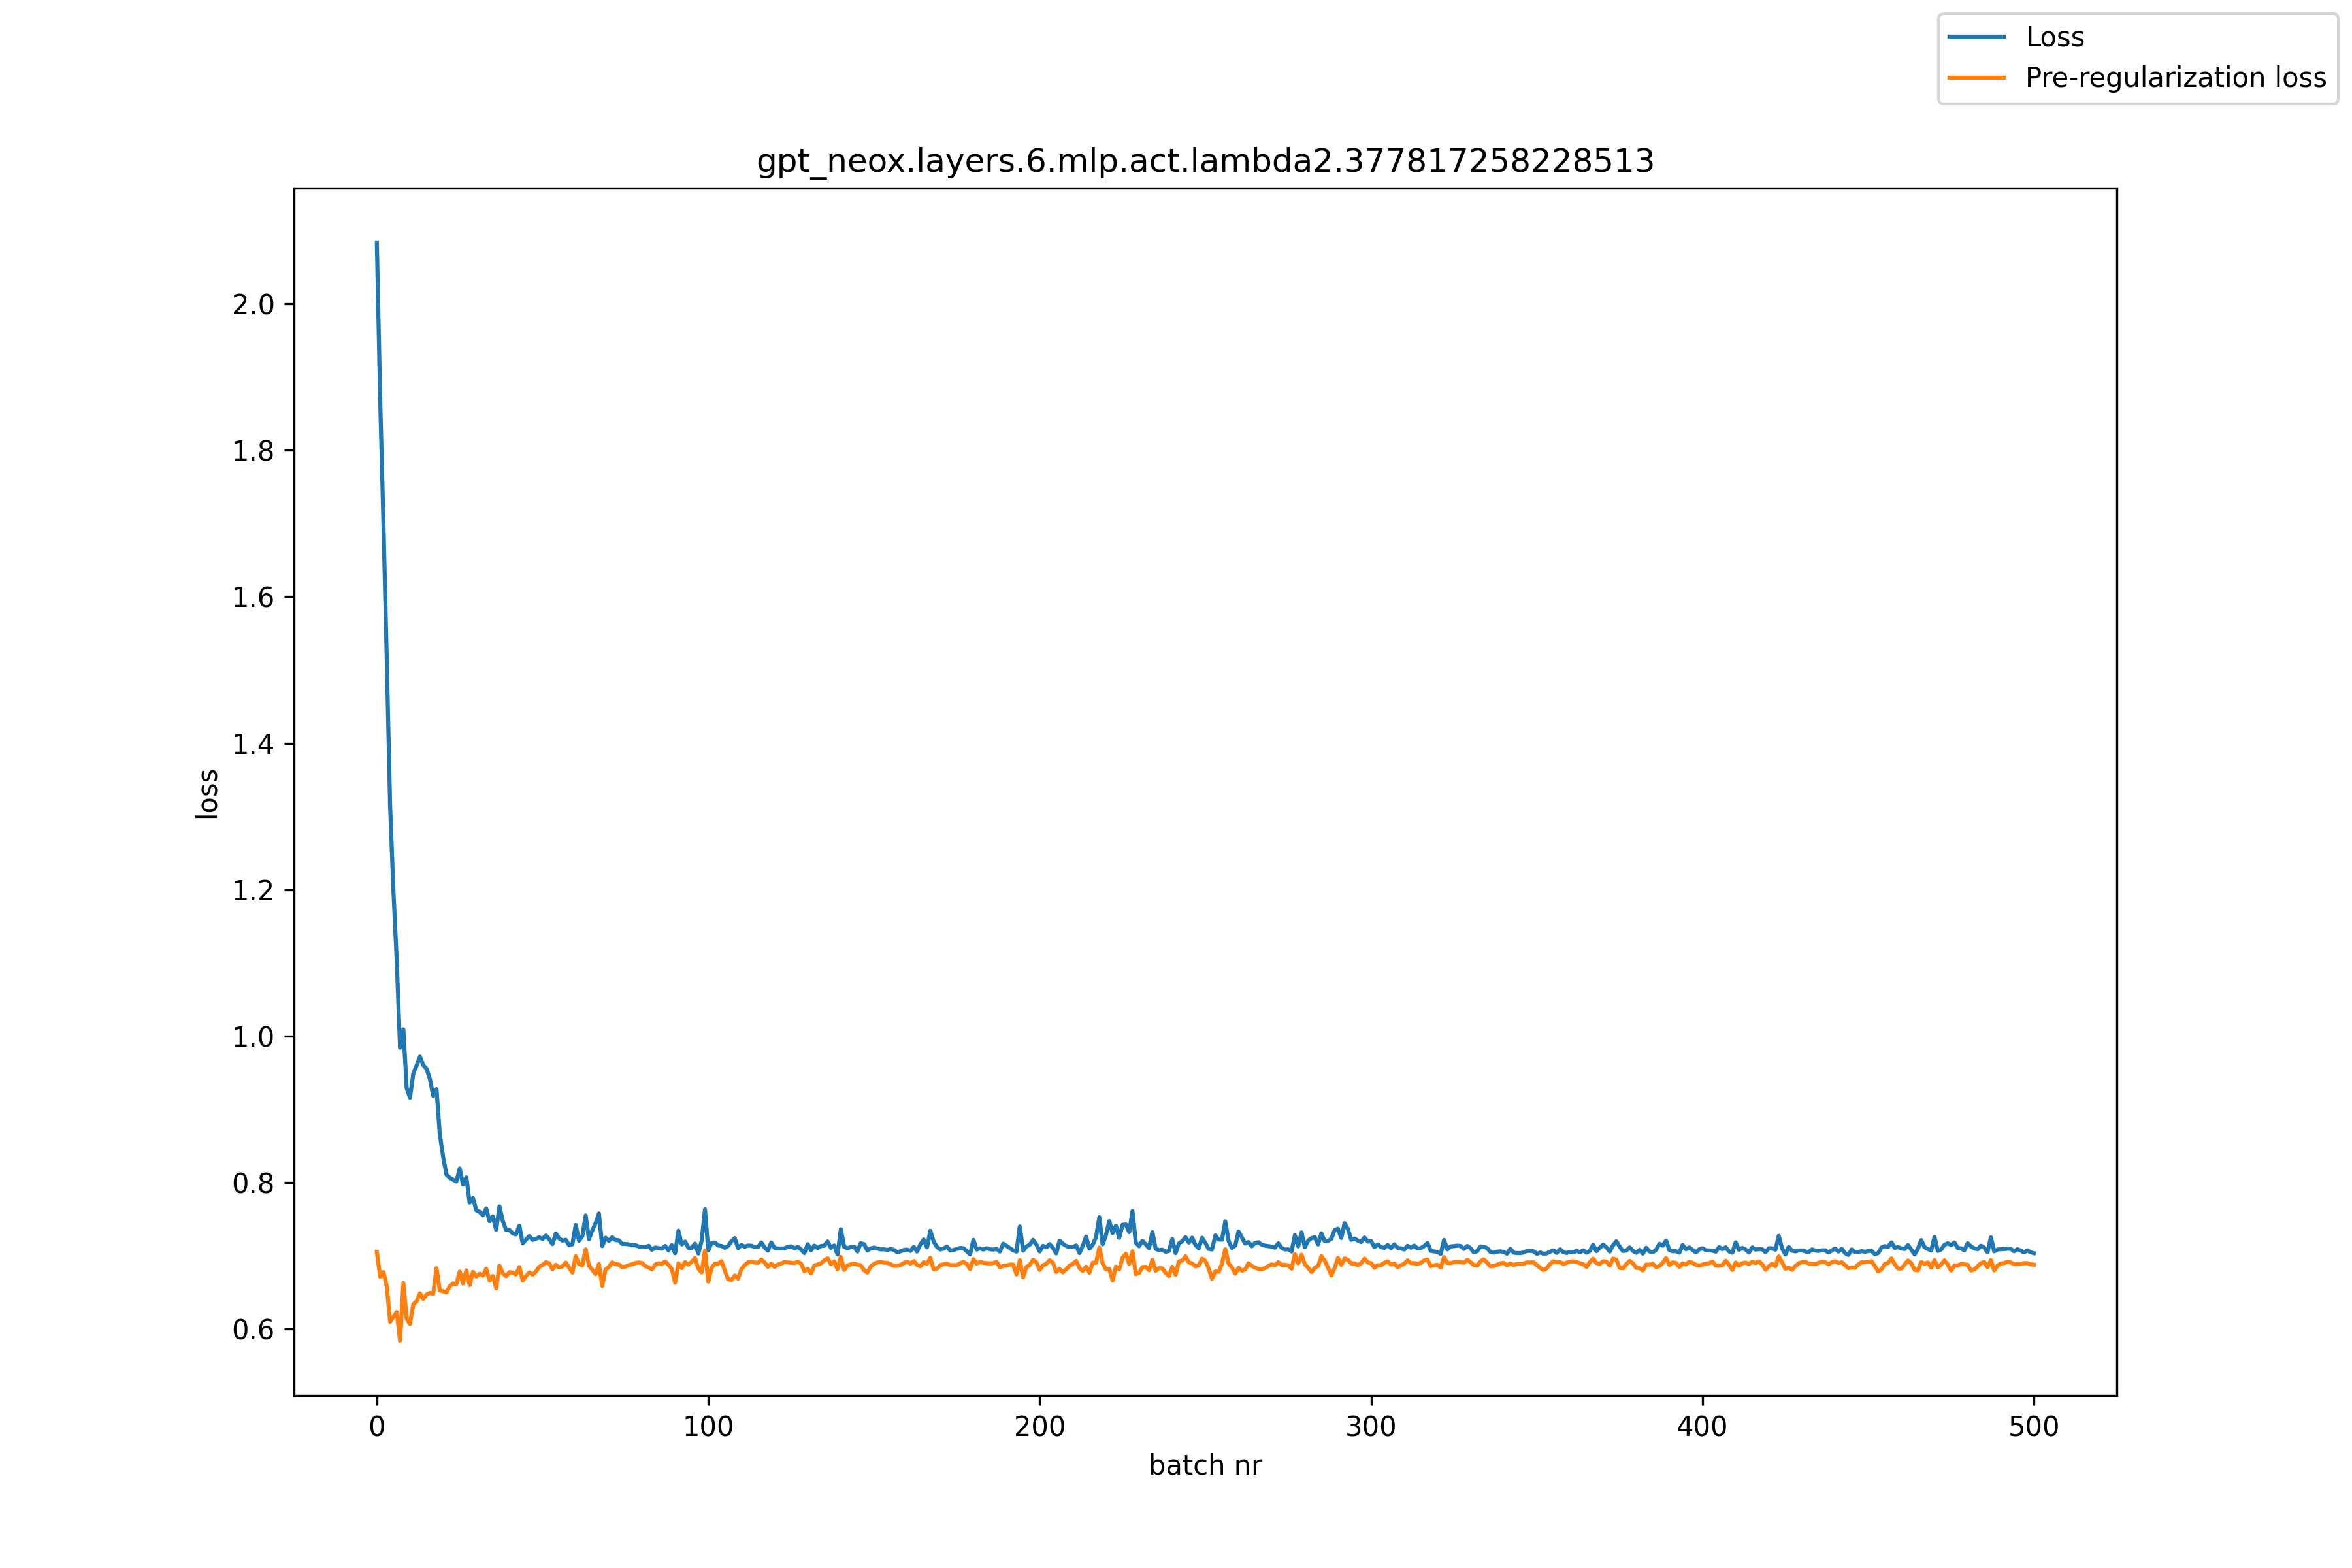 Loss
Pre-regularization loss
gpt_neox.layers.6.mlp.act.lambda2.377817258228513
2.0
1.8
1.6
1.4
1.2
1.0
0.8
0.6
loss
0 100 200 300 400 500
batch nr